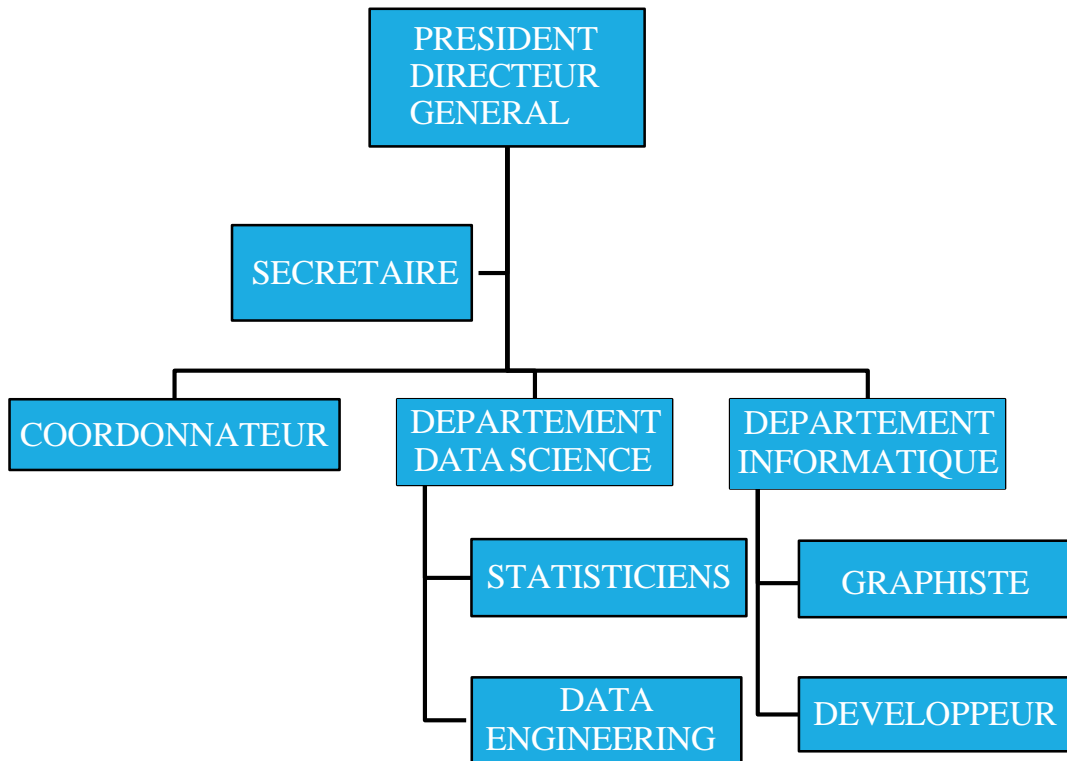 PRESIDENT
DIRECTEUR
GENERAL
SECRETAIRE
COORDONNATEUR
DEPARTEMENT
DATA SCIENCE
DEPARTEMENT
INFORMATIQUE
STATISTICIENS
GRAPHISTE
DATA
ENGINEERING
DEVELOPPEUR